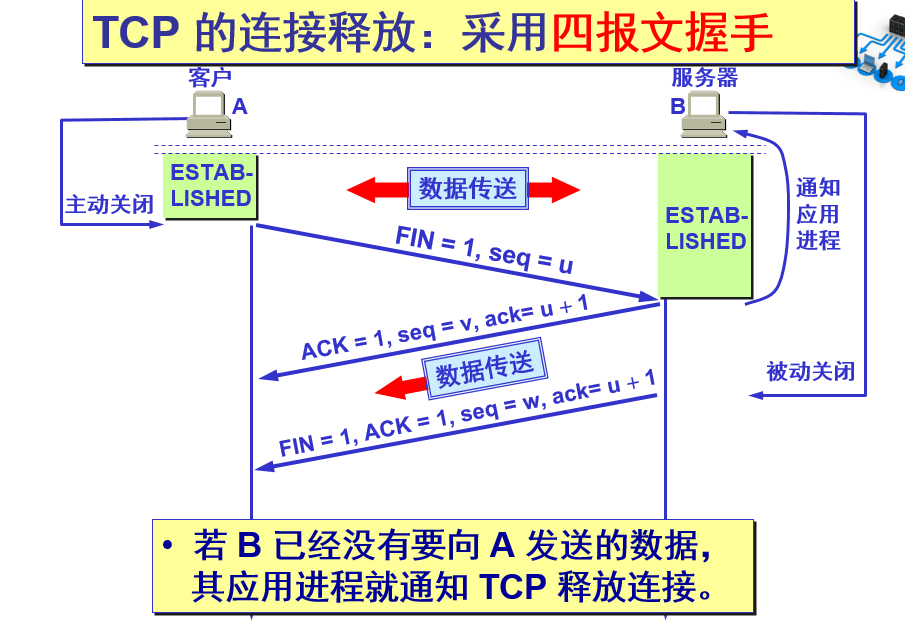 TCP 的连接释放：采用四报文握手
客户
A
服务器
B
ESTAB-
LISHED
数据传送
ESTAB-
LISHED
通知
应用
进程
主动关闭
FIN = 1, seq = u
ACK = 1, seq = v, ack= u + 1
数据传送
被动关闭
FIN = 1, ACK = 1, seq = w, ack= u + 1
• 若 B 已经没有要向 A 发送的数据，
其应用进程就通知 TCP 释放连接。